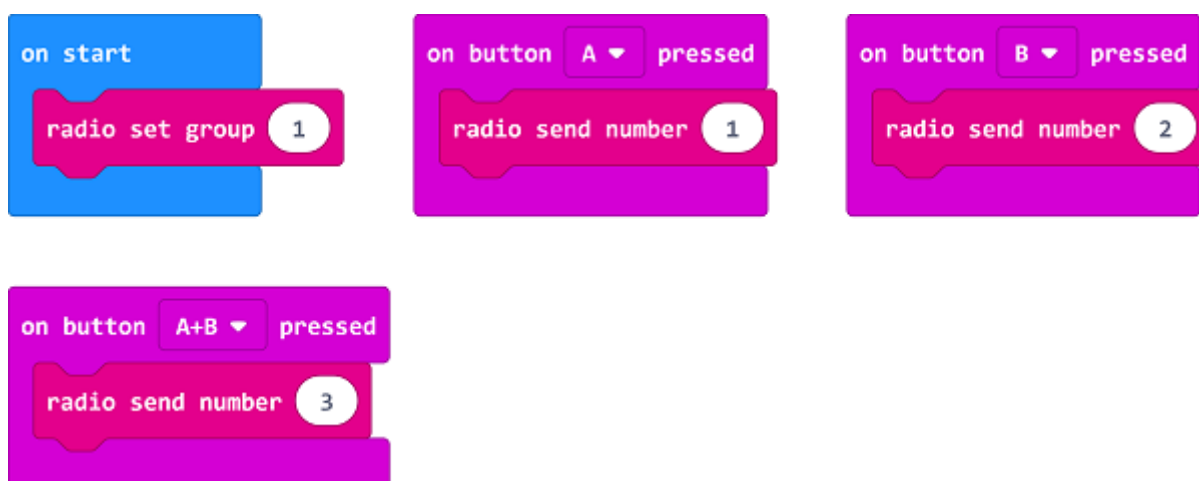 on start
radio set group 1
on button A pressed
radio send number 1
on button B pressed
radio send number 2
on button A+B pressed
radio send number 3